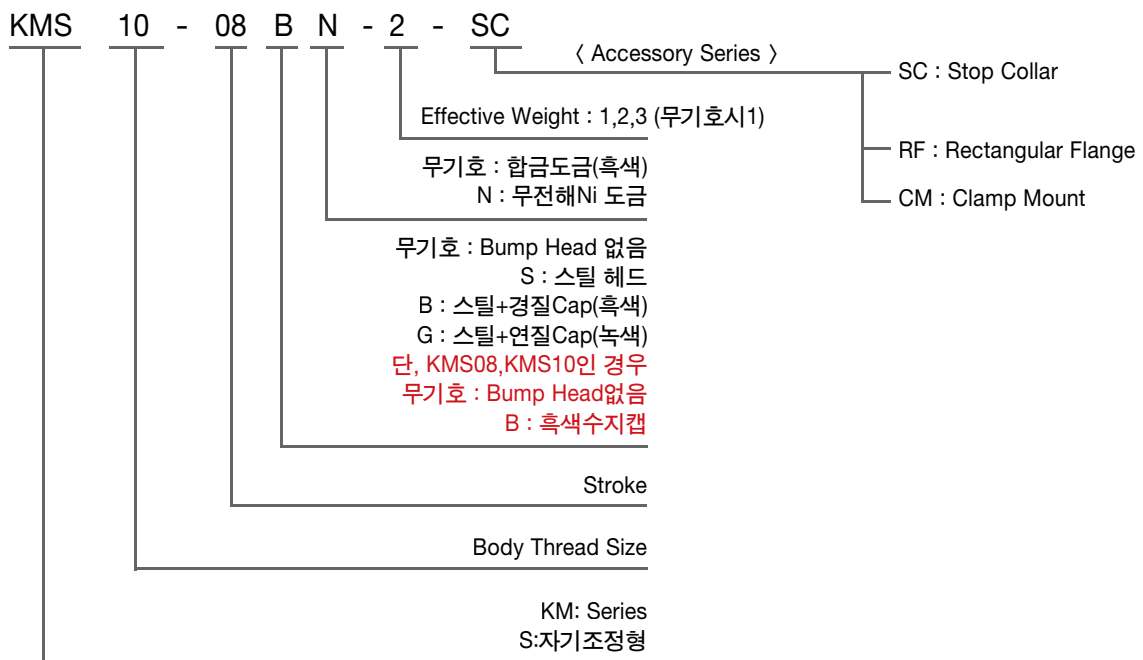 KMS 10 - 08 B N - 2 - SC
〈 Accessory Series 〉
SC : Stop Collar
Effective Weight : 1,2,3 (무기호시1)
RF : Rectangular Flange
무기호 : 합금도금(흑색)
N : 무전해Ni 도금
CM : Clamp Mount
무기호 : Bump Head 없음
S : 스틸 헤드
B : 스틸+경질Cap(흑색)
G : 스틸+연질Cap(녹색)
단, KMS08,KMS10인 경우
무기호 : Bump Head없음
B : 흑색수지캡
Stroke
Body Thread Size
KM: Series
S:자기조정형